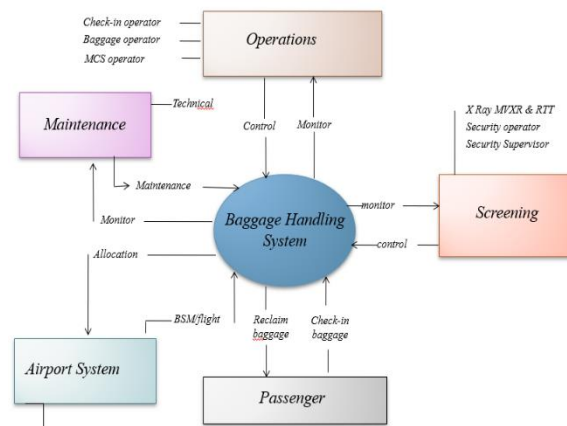 Check-in operator
Baggage operator
MCS operator
Operations
Technical
Maintenance
Control
Monitor
X Ray MVXR & RTT
Security operator
Security Supervisor
Maintenance
Monitor
Baggage Handling
System
monitor
control
Screening
Allocation
BSM/flight
Reclaim
baggage
Check-in
baggage
Airport System
Passenger